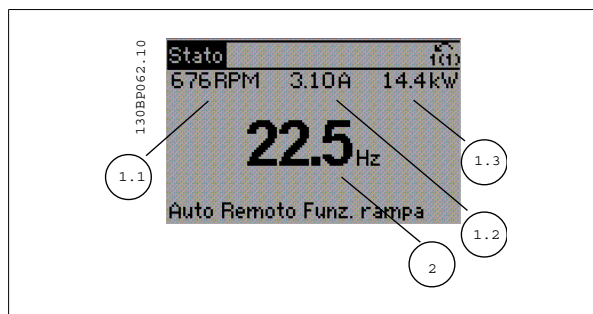 130BP062.10
Stato 1(1)
676RPM 3.10A 14.4kW
22.5Hz
Auto Remoto Funz. rampa
1.1
1.3
1.2
2